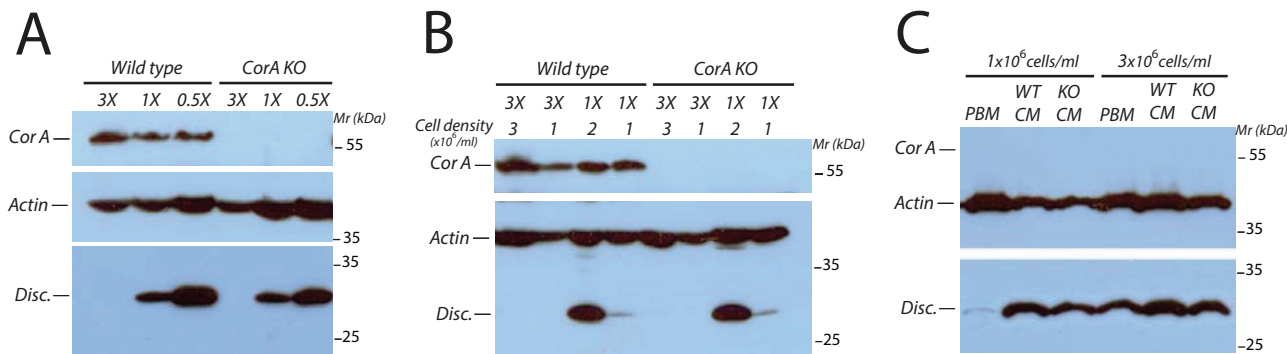 A
Wild type CorA KO
3X 1X 0.5X 3X 1X 0.5X
Mr (kDa)
Cor A
55
Actin
35
35
Disc.
25
B
Wild type CorA KO
3X 3X 1X 1X 3X 3X 1X 1X
Cell density 3 1 2 1 3 1 2 1
(x10⁶/ml)
Mr (kDa)
Cor A
55
Actin
35
Disc.
25
C
1x10⁶cells/ml 3x10⁶cells/ml
WT KO WT KO
PBM CM CM PBM CM CM
Mr (kDa)
Cor A
55
Actin
35
Disc.
25